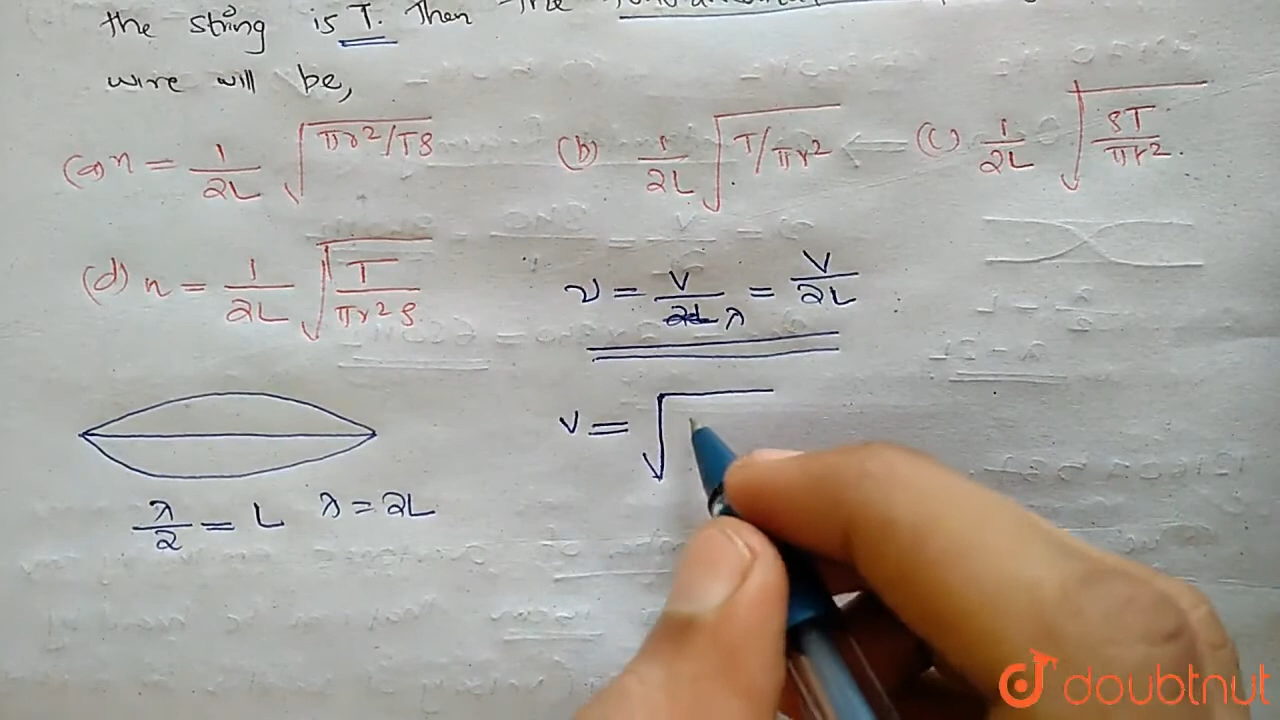 the string is T. Then the
wire will be,
(a) n = 1/2L √(πr²/Tρ) (b) 1/2L √(T/πr²) (c) 1/2L √(ρT/πr²)
(d) n = 1/2L √(T/πr²ρ)
ν = v/λ = v/2L
v = √
λ/2 = L λ = 2L
doubtnut